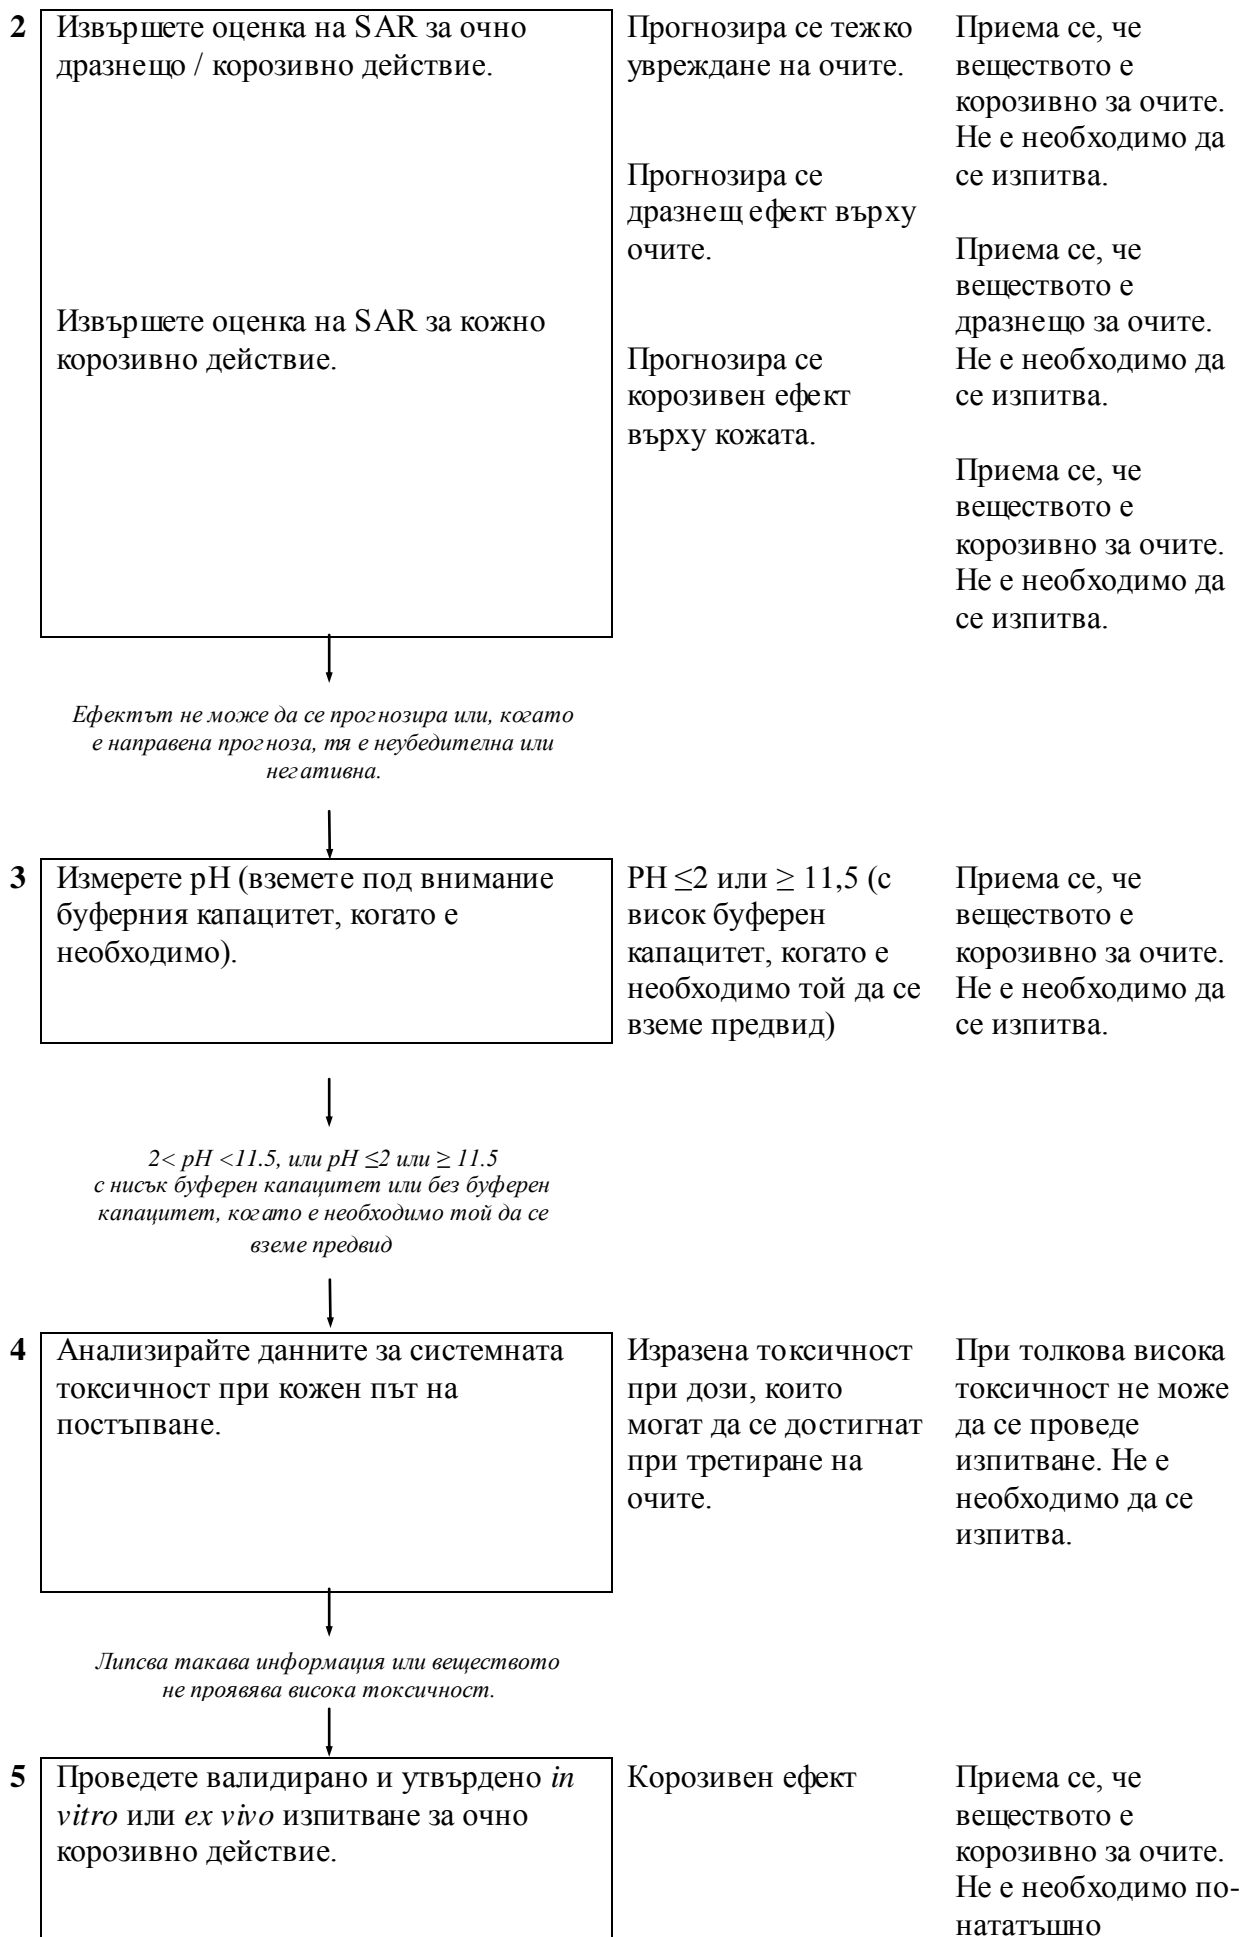 2
Извършете оценка на SAR за очно
дразнещо / корозивно действие.
Извършете оценка на SAR за кожно
корозивно действие.
Прогнозира се тежко
увреждане на очите.
Прогнозира се
дразнещ ефект върху
очите.
Прогнозира се
корозивен ефект
върху кожата.
Приема се, че
веществото е
корозивно за очите.
Не е необходимо да
се изпитва.
Приема се, че
веществото е
дразнещо за очите.
Не е необходимо да
се изпитва.
Приема се, че
веществото е
корозивно за очите.
Не е необходимо да
се изпитва.
Ефектът не може да се прогнозира или, когато
е направена прогноза, тя е неубедителна или
негативна.
3
Измерете pH (вземете под внимание
буферния капацитет, когато е
необходимо).
PH ≤2 или ≥ 11,5 (с
висок буферен
капацитет, когато е
необходимо той да се
вземе предвид)
Приема се, че
веществото е
корозивно за очите.
Не е необходимо да
се изпитва.
2< pH <11.5, или pH ≤2 или ≥ 11.5
с нисък буферен капацитет или без буферен
капацитет, когато е необходимо той да се
вземе предвид
4
Анализирайте данните за системната
токсичност при кожен път на
постъпване.
Изразена токсичност
при дози, които
могат да се достигнат
при третиране на
очите.
При толкова висока
токсичност не може
да се проведе
изпитване. Не е
необходимо да се
изпитва.
Липсва такава информация или веществото
не проявява висока токсичност.
5
Проведете валидирано и утвърдено in
vitro или ex vivo изпитване за очно
корозивно действие.
Корозивен ефект
Приема се, че
веществото е
корозивно за очите.
Не е необходимо по-
нататъшно